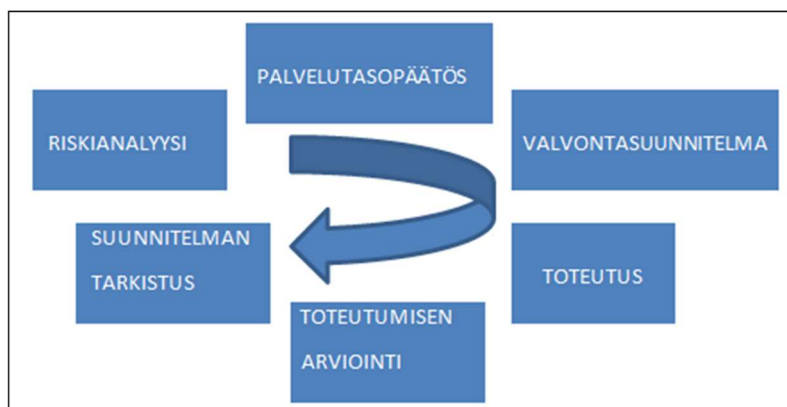 PALVELUTASOPÄÄTÖS
RISKIANALYYSI
VALVONTASUUNNITELMA
SUUNNITELMAN
TARKISTUS
TOTEUTUS
TOTEUTUMISEN
ARVIOINTI